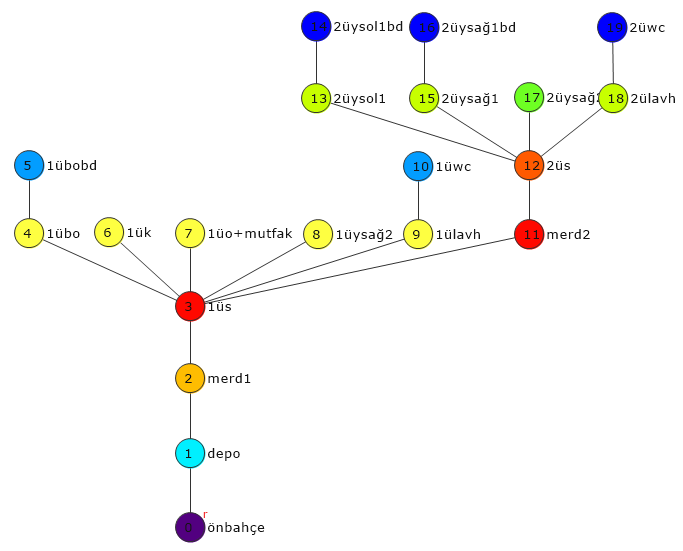 14 2üysol1bd
16 2üysağ1bd
19 2üwc
13 2üysol1
15 2üysağ1
17 2üysağ2
18 2ülavh
5 1übobd
10 1üwc
12 2üs
4 1übo
6 1ük
7 1üo+mutfak
8 1üysağ2
9 1ülavh
11 merd2
3 1üs
2 merd1
1 depo
r
0 önbahçe